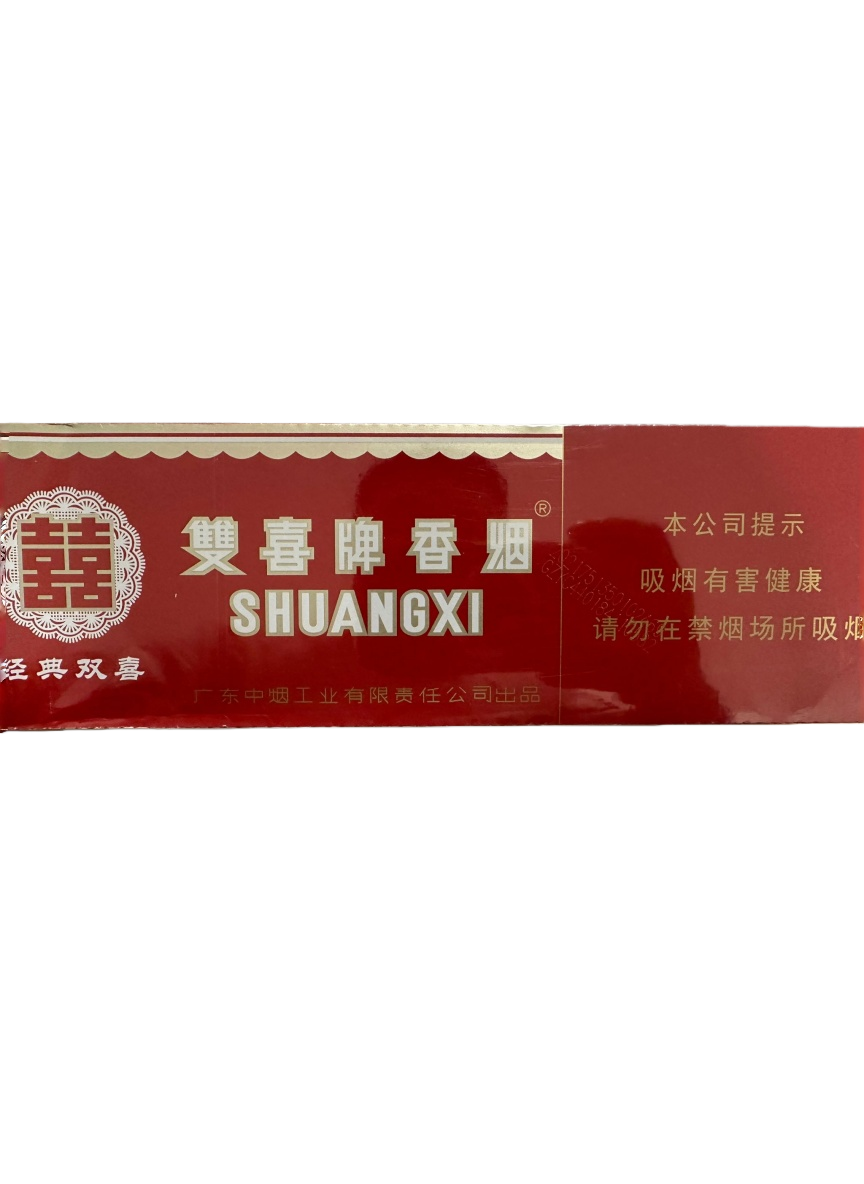 囍
经典双喜
雙喜牌香烟®
SHUANGXI
广东中烟工业有限责任公司出品
本公司提示
吸烟有害健康
请勿在禁烟场所吸烟